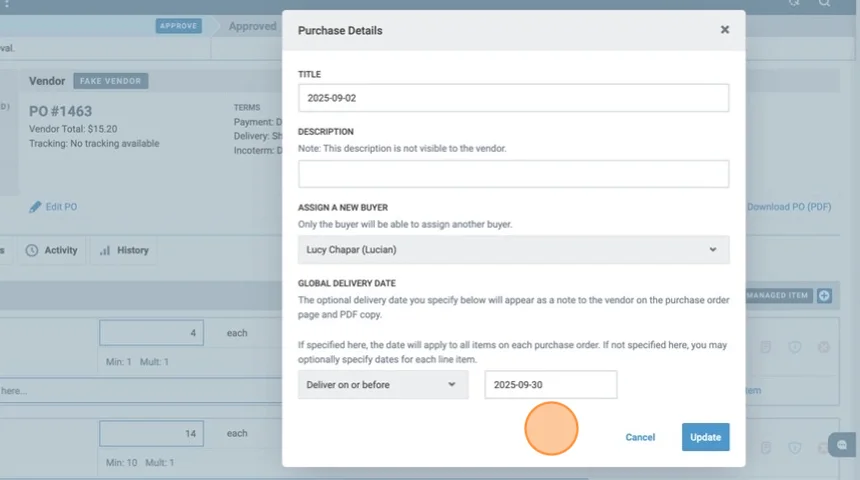 APPROVE
Approved
val.
Vendor FAKE VENDOR
PO #1463
Vendor Total: $15.20
Tracking: No tracking available
TERMS
Payment: D
Delivery: Sh
Incoterm: D
Edit PO
Download PO (PDF)
s
Activity
History
MANAGED ITEM
4 each
Min: 1 Mult: 1
here...
tem
14 each
Min: 10 Mult: 1
Purchase Details
TITLE
2025-09-02
DESCRIPTION
Note: This description is not visible to the vendor.
ASSIGN A NEW BUYER
Only the buyer will be able to assign another buyer.
Lucy Chapar (Lucian)
GLOBAL DELIVERY DATE
The optional delivery date you specify below will appear as a note to the vendor on the purchase order
page and PDF copy.
If specified here, the date will apply to all items on each purchase order. If not specified here, you may
optionally specify dates for each line item.
Deliver on or before 2025-09-30
Cancel Update